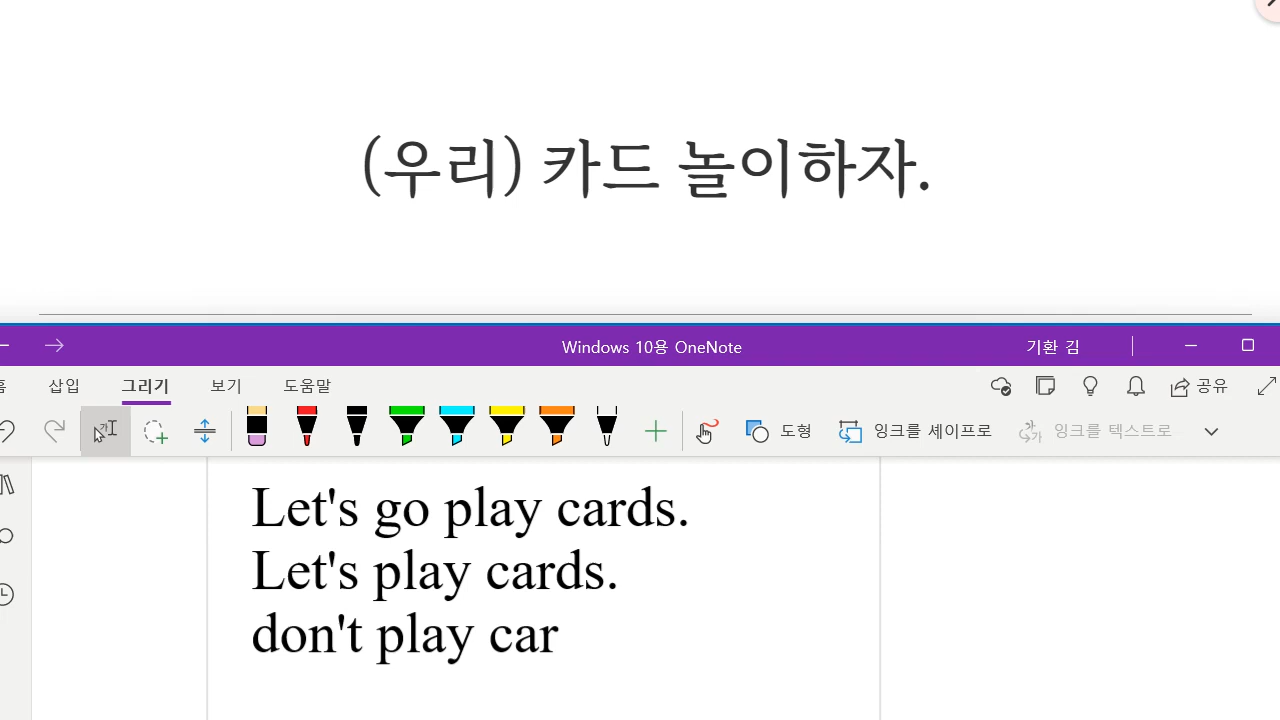 (우리) 카드 놀이하자.
Windows 10용 OneNote
기환 김
삽입 그리기 보기 도움말
공유
도형 잉크를 셰이프로 잉크를 텍스트로
Let's go play cards.
Let's play cards.
don't play car